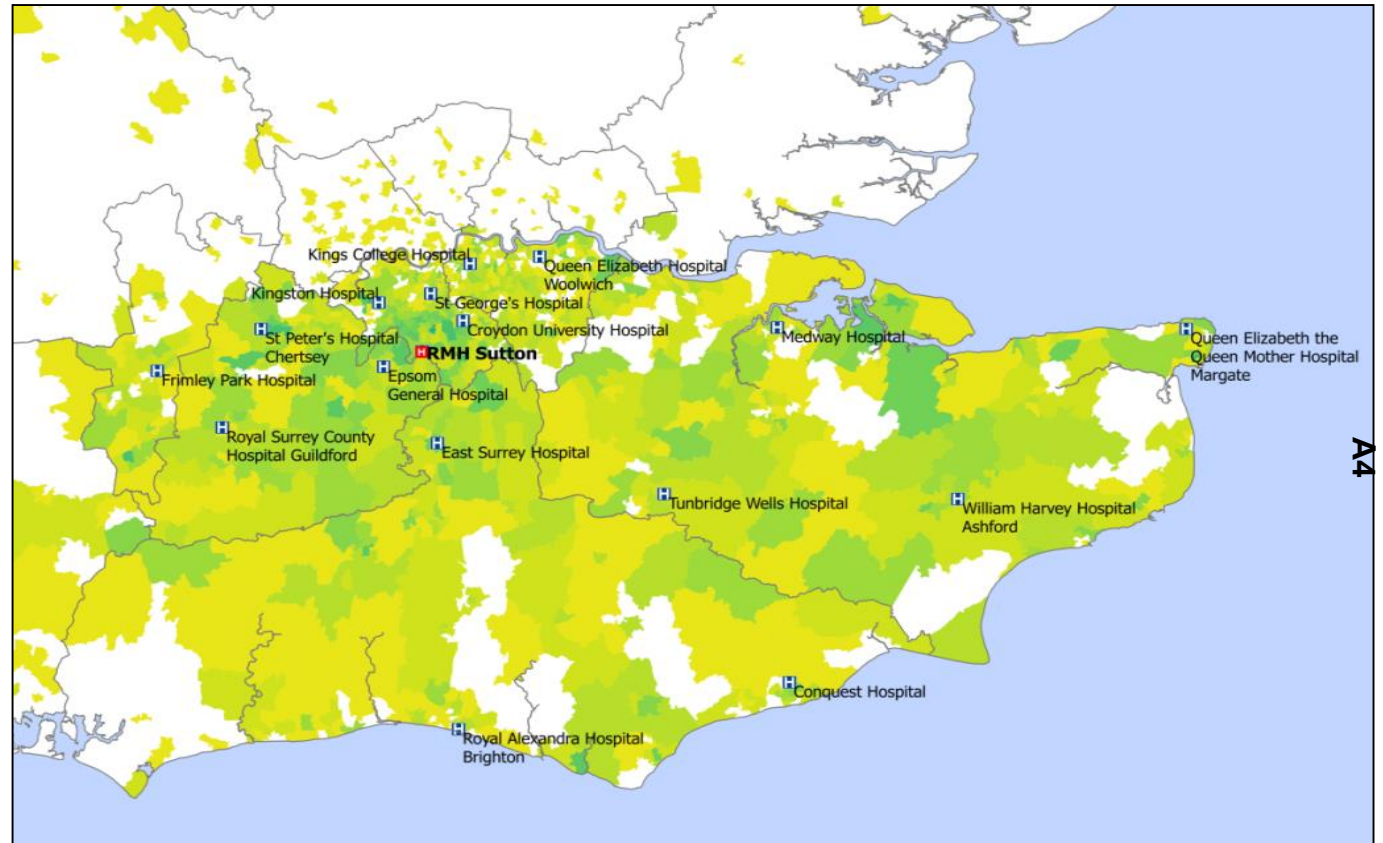 Kings College Hospital
Queen Elizabeth Hospital
Woolwich
Kingston Hospital
St George's Hospital
St Peter's Hospital
Chertsey
Croydon University Hospital
Medway Hospital
Queen Elizabeth the
Queen Mother Hospital
Margate
RMH Sutton
Frimley Park Hospital
Epsom
General Hospital
Royal Surrey County
Hospital Guildford
East Surrey Hospital
A4
Tunbridge Wells Hospital
William Harvey Hospital
Ashford
Conquest Hospital
Royal Alexandra Hospital
Brighton